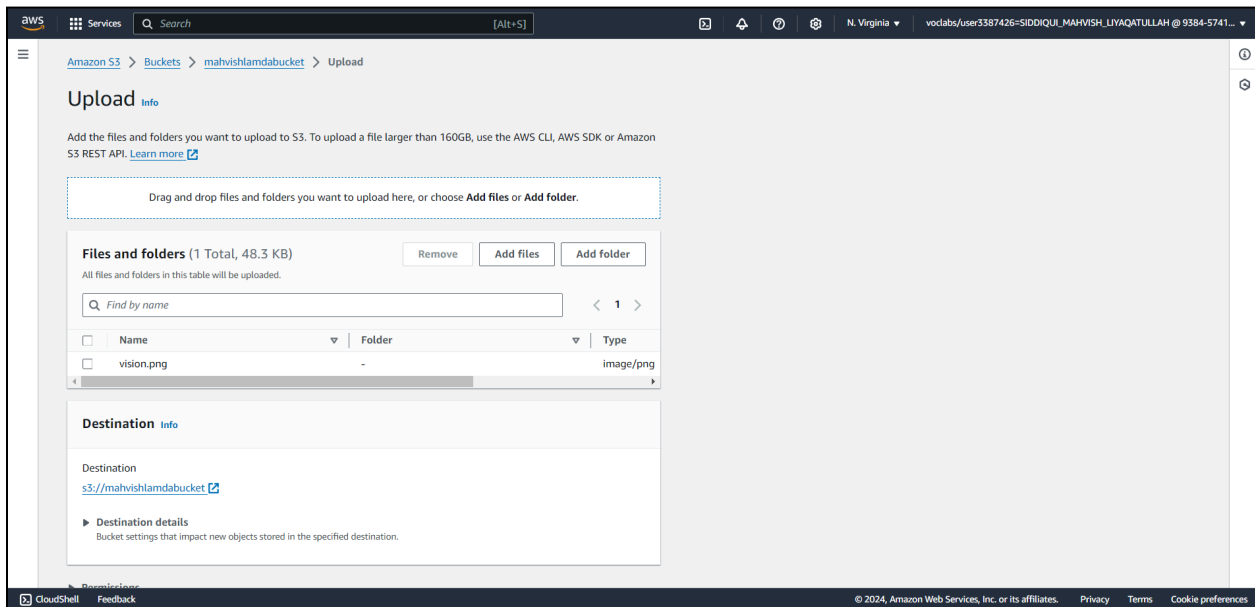 aws Services Search [Alt+S] N. Virginia ▼ voclabs/user3387426=SIDDIQUI_MAHVISH_LIYAQATULLAH @ 9384-5741... ▼
Amazon S3 > Buckets > mahvishlamdabucket > Upload
Upload Info
Add the files and folders you want to upload to S3. To upload a file larger than 160GB, use the AWS CLI, AWS SDK or Amazon
S3 REST API. Learn more
Drag and drop files and folders you want to upload here, or choose Add files or Add folder.
Files and folders (1 Total, 48.3 KB) Remove Add files Add folder
All files and folders in this table will be uploaded.
Find by name < 1 >
Name Folder Type
vision.png - image/png
Destination Info
Destination
s3://mahvishlamdabucket
Destination details
Bucket settings that impact new objects stored in the specified destination.
Permissions
CloudShell Feedback © 2024, Amazon Web Services, Inc. or its affiliates. Privacy Terms Cookie preferences